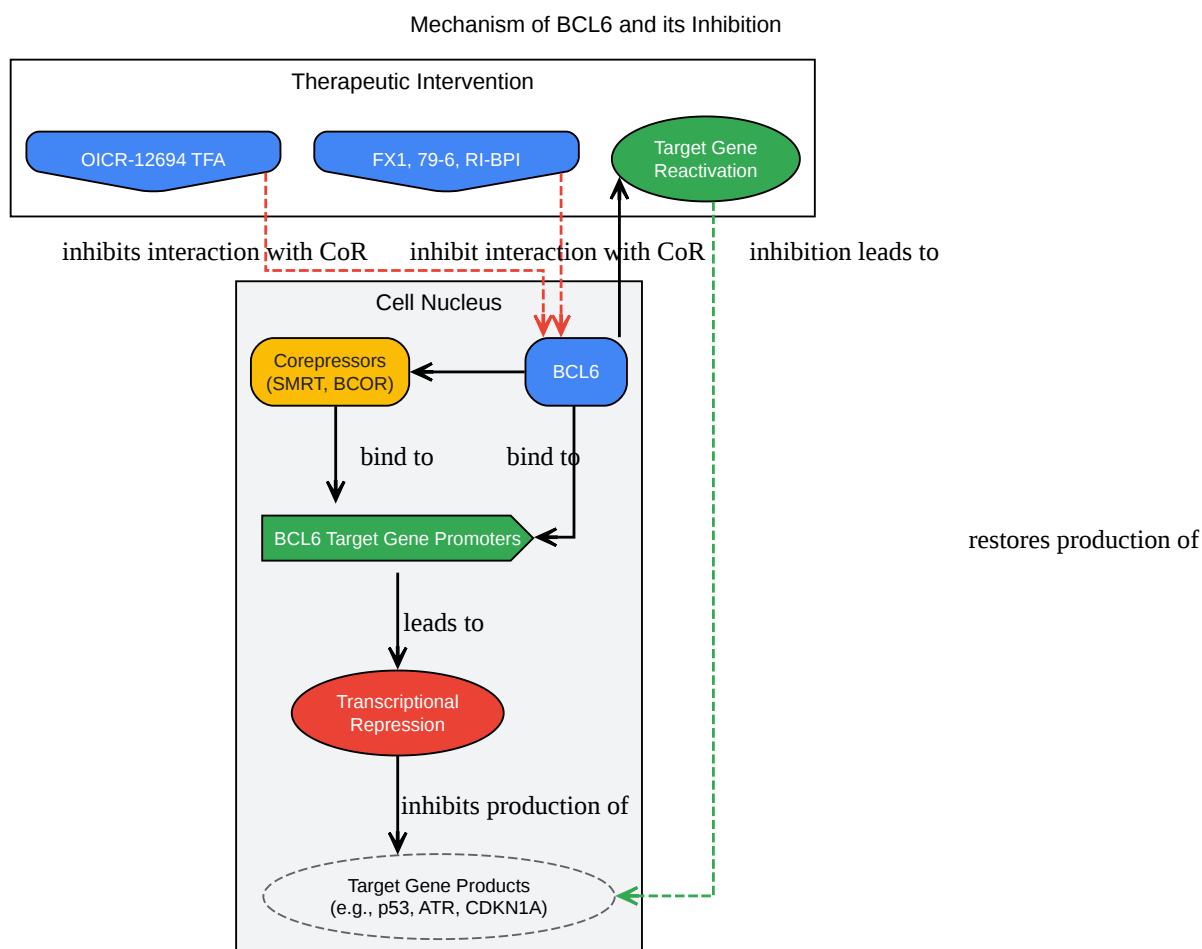 Mechanism of BCL6 and its Inhibition
Therapeutic Intervention
OICR-12694 TFA
FX1, 79-6, RI-BPI
Target Gene
Reactivation
inhibits interaction with CoR
inhibit interaction with CoR
inhibition leads to
Cell Nucleus
Corepressors
(SMRT, BCOR)
BCL6
bind to
bind to
BCL6 Target Gene Promoters
restores production of
leads to
Transcriptional
Repression
inhibits production of
Target Gene Products
(e.g., p53, ATR, CDKN1A)